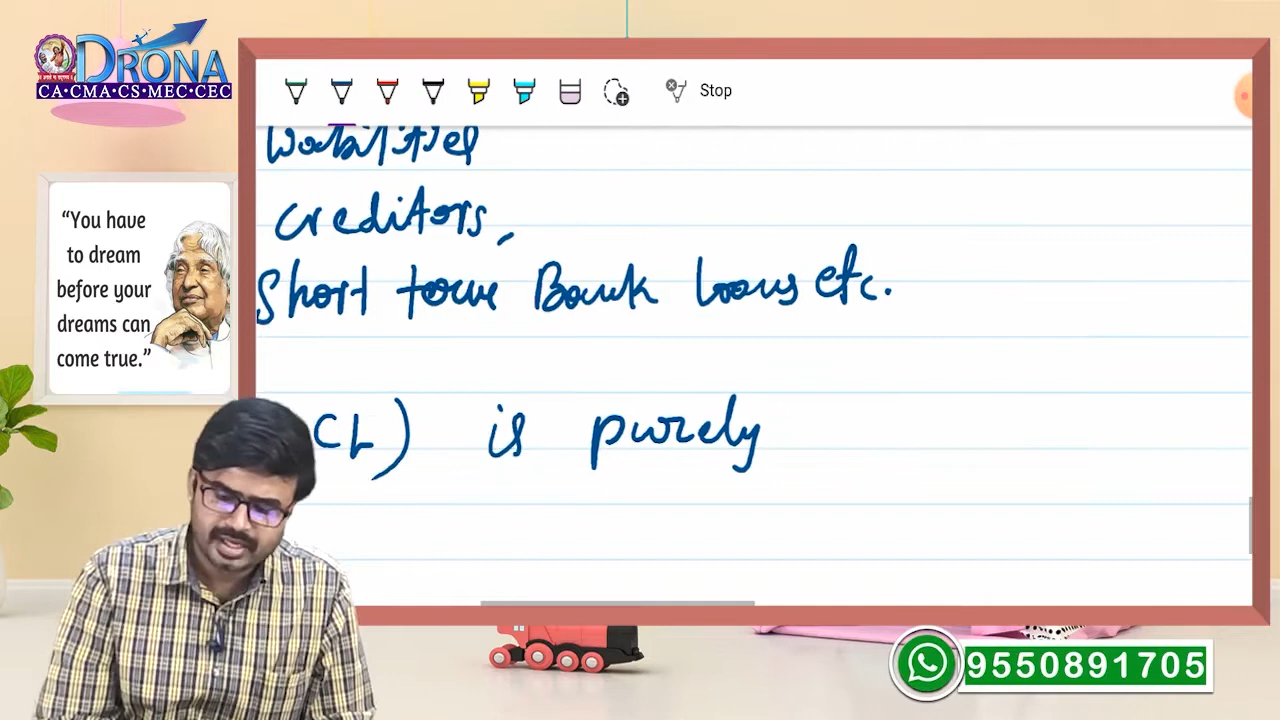 DRONA
CA•CMA•CS•MEC•CEC
“You have
to dream
before your
dreams can
come true.”
Stop
creditors,
Short term Bank loans etc.
CL) is purely
9550891705